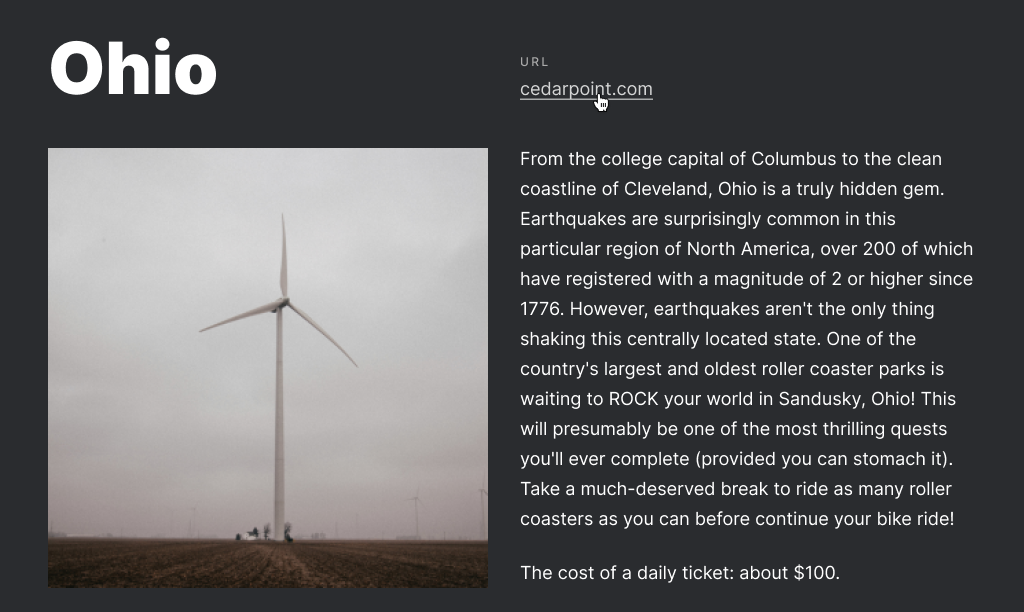 Ohio
URL
cedarpoint.com
From the college capital of Columbus to the clean
coastline of Cleveland, Ohio is a truly hidden gem.
Earthquakes are surprisingly common in this
particular region of North America, over 200 of which
have registered with a magnitude of 2 or higher since
1776. However, earthquakes aren't the only thing
shaking this centrally located state. One of the
country's largest and oldest roller coaster parks is
waiting to ROCK your world in Sandusky, Ohio! This
will presumably be one of the most thrilling quests
you'll ever complete (provided you can stomach it).
Take a much-deserved break to ride as many roller
coasters as you can before continue your bike ride!
The cost of a daily ticket: about $100.